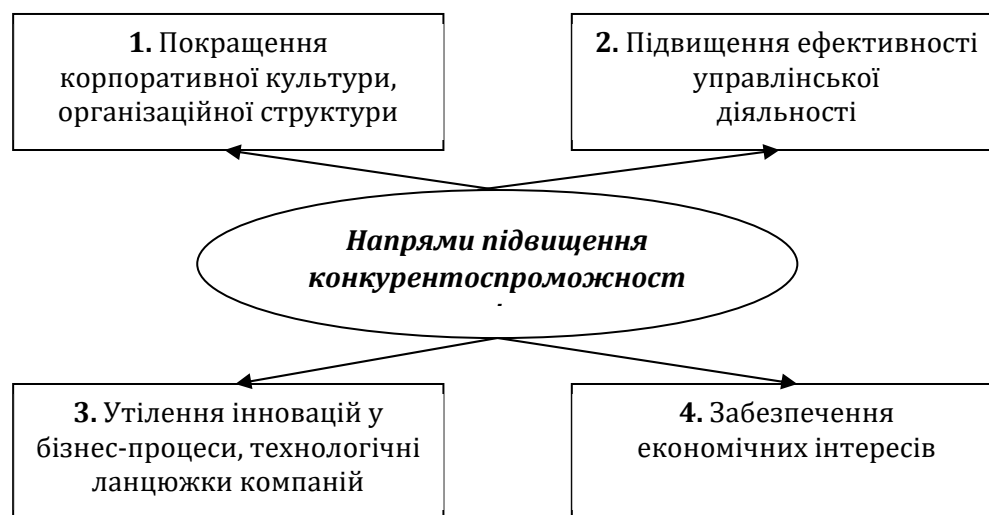 1. Покращення
корпоративної культури,
організаційної структури
2. Підвищення ефективності
управлінської
діяльності
Напрями підвищення
конкурентоспроможност
3. Утілення інновацій у
бізнес-процеси, технологічні
ланцюжки компаній
4. Забезпечення
економічних інтересів